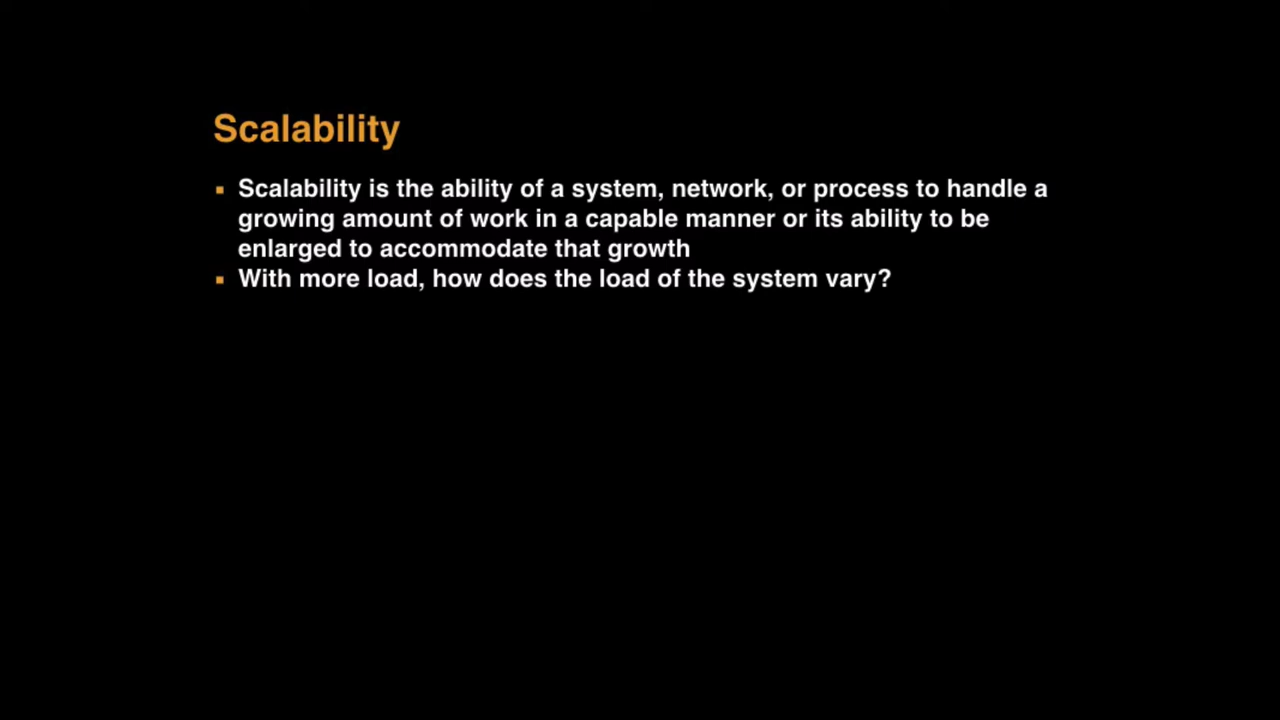 Scalability
▪ Scalability is the ability of a system, network, or process to handle a
growing amount of work in a capable manner or its ability to be
enlarged to accommodate that growth
▪ With more load, how does the load of the system vary?